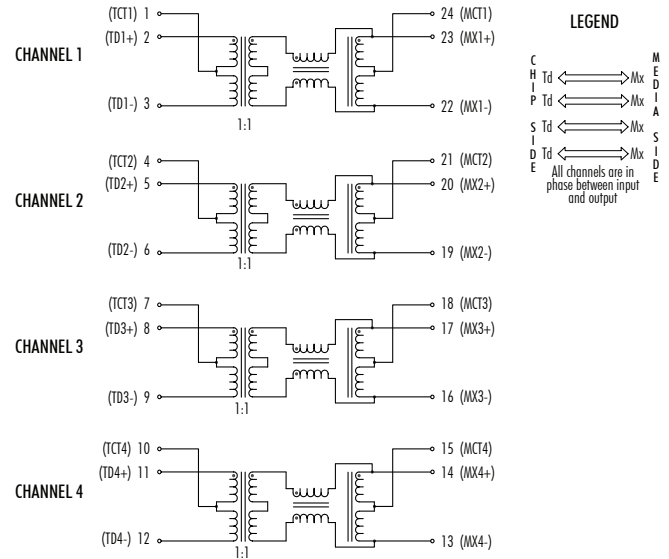 CHANNEL 1
(TCT1) 1
(TD1+) 2
(TD1-) 3
1:1
24 (MCT1)
23 (MX1+)
22 (MX1-)
CHANNEL 2
(TCT2) 4
(TD2+) 5
(TD2-) 6
1:1
21 (MCT2)
20 (MX2+)
19 (MX2-)
CHANNEL 3
(TCT3) 7
(TD3+) 8
(TD3-) 9
1:1
18 (MCT3)
17 (MX3+)
16 (MX3-)
CHANNEL 4
(TCT4) 10
(TD4+) 11
(TD4-) 12
1:1
15 (MCT4)
14 (MX4+)
13 (MX4-)
LEGEND
CHIP SIDE
Td Mx
Td Mx
Td Mx
Td Mx
MEDIA SIDE
All channels are in
phase between input
and output